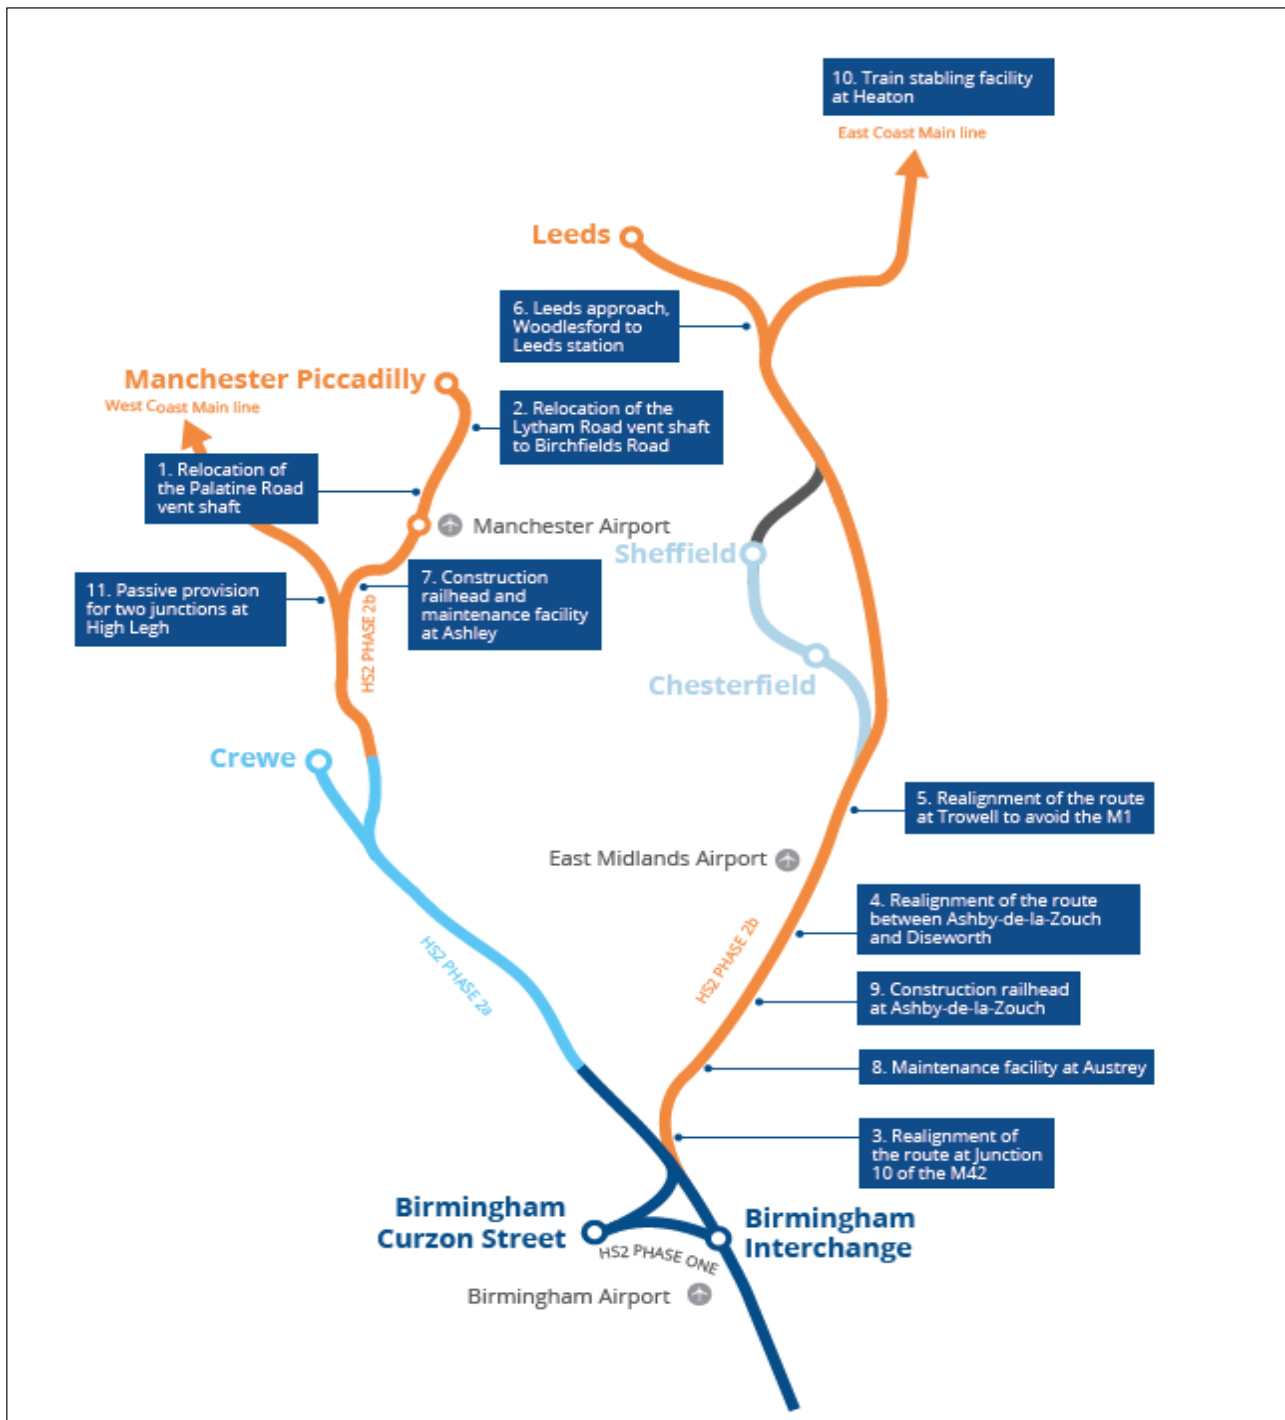 10. Train stabling facility
at Heaton
East Coast Main line
Leeds
6. Leeds approach,
Woodlesford to
Leeds station
Manchester Piccadilly
West Coast Main line
2. Relocation of the
Lytham Road vent shaft
to Birchfields Road
1. Relocation of
the Palatine Road
vent shaft
Manchester Airport
Sheffield
11. Passive provision
for two junctions at
High Legh
HS2 PHASE 2b
7. Construction
railhead and
maintenance facility
at Ashley
Chesterfield
Crewe
5. Realignment of the route
at Trowell to avoid the M1
East Midlands Airport
4. Realignment of the route
between Ashby-de-la-Zouch
and Diseworth
HS2 PHASE 2a
HS2 PHASE 2b
9. Construction railhead
at Ashby-de-la-Zouch
8. Maintenance facility at Austrey
3. Realignment of
the route at Junction
10 of the M42
Birmingham
Curzon Street
Birmingham
Interchange
HS2 PHASE ONE
Birmingham Airport